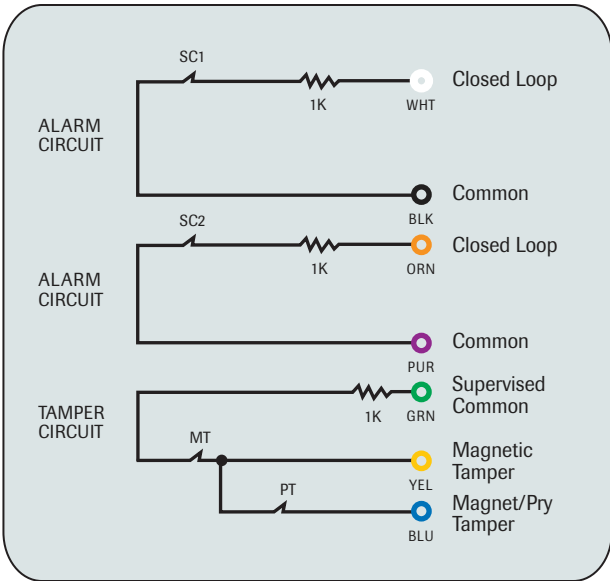 SC1
Closed Loop
1K
WHT
ALARM
CIRCUIT
Common
BLK
SC2
Closed Loop
1K
ORN
ALARM
CIRCUIT
Common
PUR
Supervised
Common
1K
GRN
TAMPER
CIRCUIT
MT
Magnetic
Tamper
YEL
PT
Magnet/Pry
Tamper
BLU